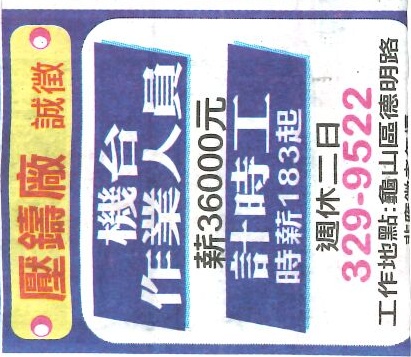 壓鑄廠 誠徵
機台
作業人員
薪36000元
計時工
時薪183起
週休二日
329-9522
工作地點:龜山區德明路